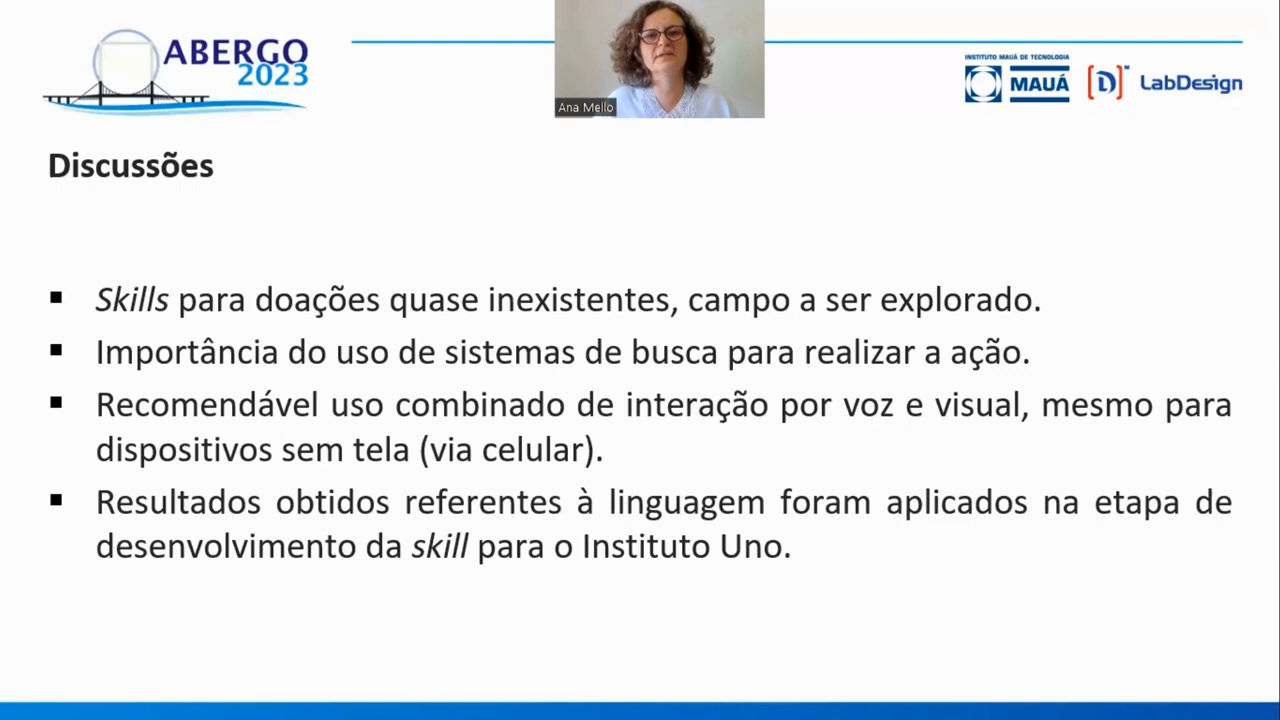 ABERGO
2023
Ana Mello
INSTITUTO MAUÁ DE TECNOLOGIA
MAUÁ
D
LabDesign
Discussões
Skills para doações quase inexistentes, campo a ser explorado.
Importância do uso de sistemas de busca para realizar a ação.
Recomendável uso combinado de interação por voz e visual, mesmo para
dispositivos sem tela (via celular).
Resultados obtidos referentes à linguagem foram aplicados na etapa de
desenvolvimento da skill para o Instituto Uno.